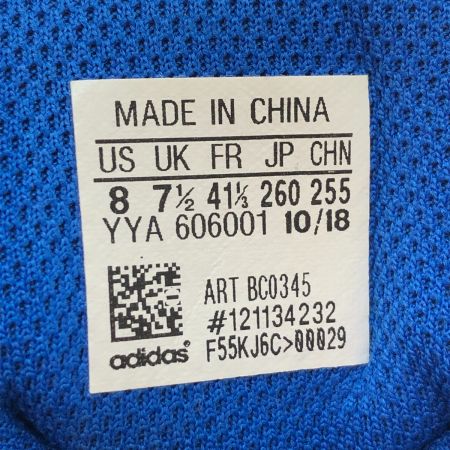 MADE IN CHINA
US UK FR JP CHN
8 7½ 41⅓ 260 255
YYA 606001 10/18
ART BC0345
#121134232
adidas® F55KJ6C>00029